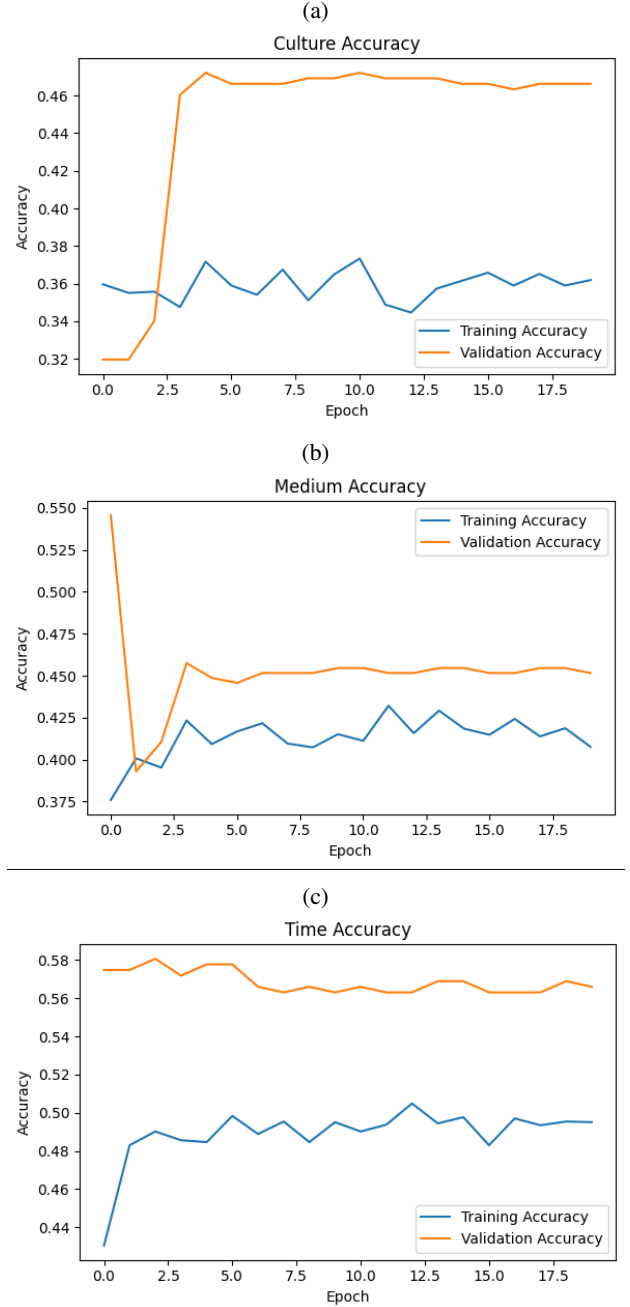 (a)
Culture Accuracy
0.46
0.44
0.42
0.40
0.38
0.36
0.34
0.32
Accuracy
Training Accuracy
Validation Accuracy
0.0 2.5 5.0 7.5 10.0 12.5 15.0 17.5
Epoch
(b)
Medium Accuracy
0.550
0.525
0.500
0.475
0.450
0.425
0.400
0.375
Accuracy
Training Accuracy
Validation Accuracy
0.0 2.5 5.0 7.5 10.0 12.5 15.0 17.5
Epoch
(c)
Time Accuracy
0.58
0.56
0.54
0.52
0.50
0.48
0.46
0.44
Accuracy
Training Accuracy
Validation Accuracy
0.0 2.5 5.0 7.5 10.0 12.5 15.0 17.5
Epoch